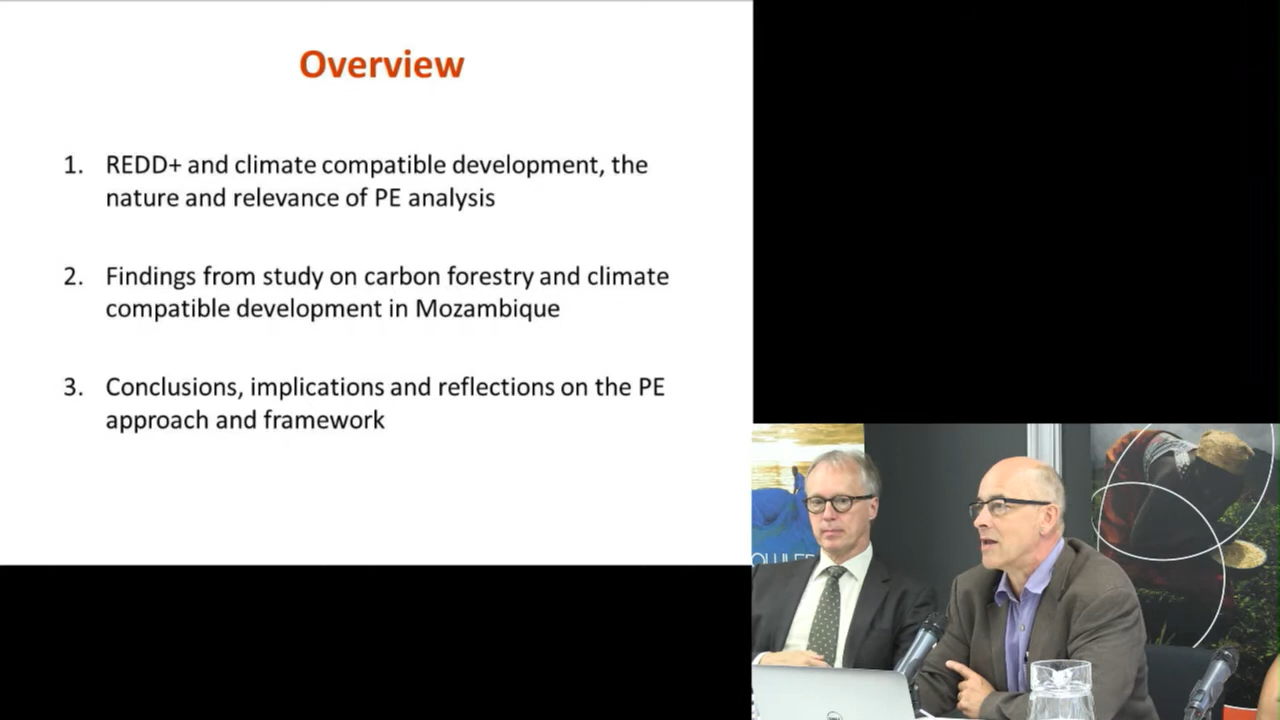 Overview
1. REDD+ and climate compatible development, the
nature and relevance of PE analysis
2. Findings from study on carbon forestry and climate
compatible development in Mozambique
3. Conclusions, implications and reflections on the PE
approach and framework
DELL